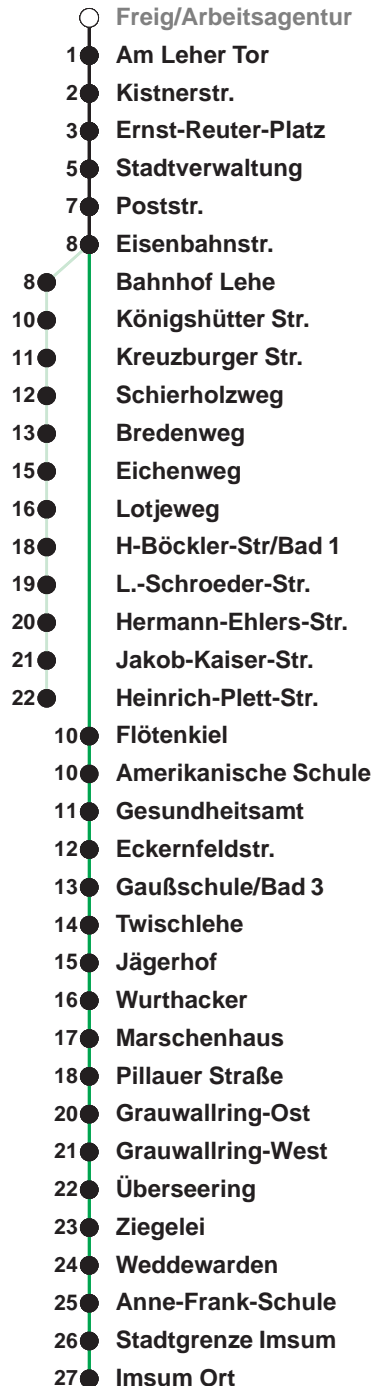 Freig/Arbeitsagentur
1 Am Leher Tor
2 Kistnerstr.
3 Ernst-Reuter-Platz
5 Stadtverwaltung
7 Poststr.
8 Eisenbahnstr.
8 Bahnhof Lehe
10 Königshütter Str.
11 Kreuzburger Str.
12 Schierholzweg
13 Bredenweg
15 Eichenweg
16 Lotjeweg
18 H-Böckler-Str/Bad 1
19 L.-Schroeder-Str.
20 Hermann-Ehlers-Str.
21 Jakob-Kaiser-Str.
22 Heinrich-Plett-Str.
10 Flötenkiel
10 Amerikanische Schule
11 Gesundheitsamt
12 Eckernfeldstr.
13 Gaußschule/Bad 3
14 Twischlehe
15 Jägerhof
16 Wurthacker
17 Marschenhaus
18 Pillauer Straße
20 Grauwallring-Ost
21 Grauwallring-West
22 Überseering
23 Ziegelei
24 Weddewarden
25 Anne-Frank-Schule
26 Stadtgrenze Imsum
27 Imsum Ort